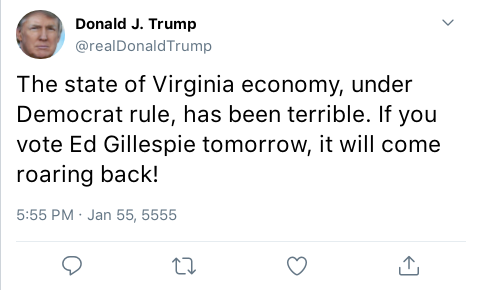 Donald J. Trump
@realDonaldTrump
The state of Virginia economy, under
Democrat rule, has been terrible. If you
vote Ed Gillespie tomorrow, it will come
roaring back!
5:55 PM · Jan 55, 5555